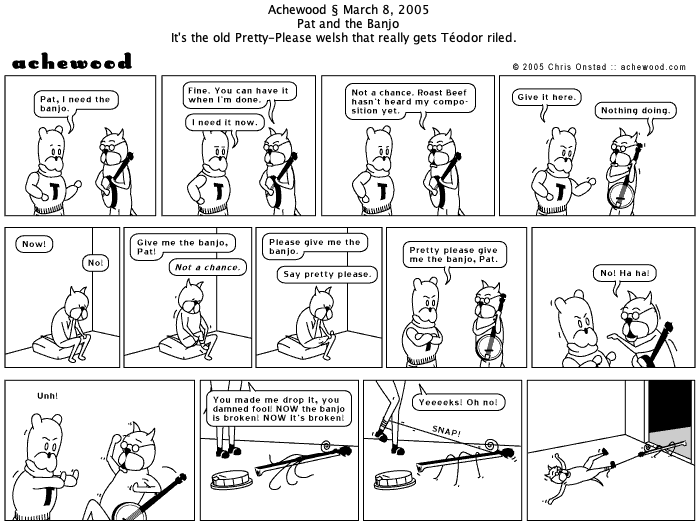 Achewood § March 8, 2005
Pat and the Banjo
It's the old Pretty-Please welsh that really gets Téodor riled.
achewood
© 2005 Chris Onstad :: achewood.com
Pat, I need the
banjo.
Fine. You can have it
when I'm done.
I need it now.
Not a chance. Roast Beef
hasn't heard my compo-
sition yet.
Give it here.
Nothing doing.
T
T
T
T
Now!
No!
Give me the banjo,
Pat!
Not a chance.
Please give me the
banjo.
Say pretty please.
Pretty please give
me the banjo, Pat.
No! Ha ha!
Unh!
You made me drop it, you
damned fool! NOW the banjo
is broken! NOW it's broken!
Yeeeeks! Oh no!
SNAP!